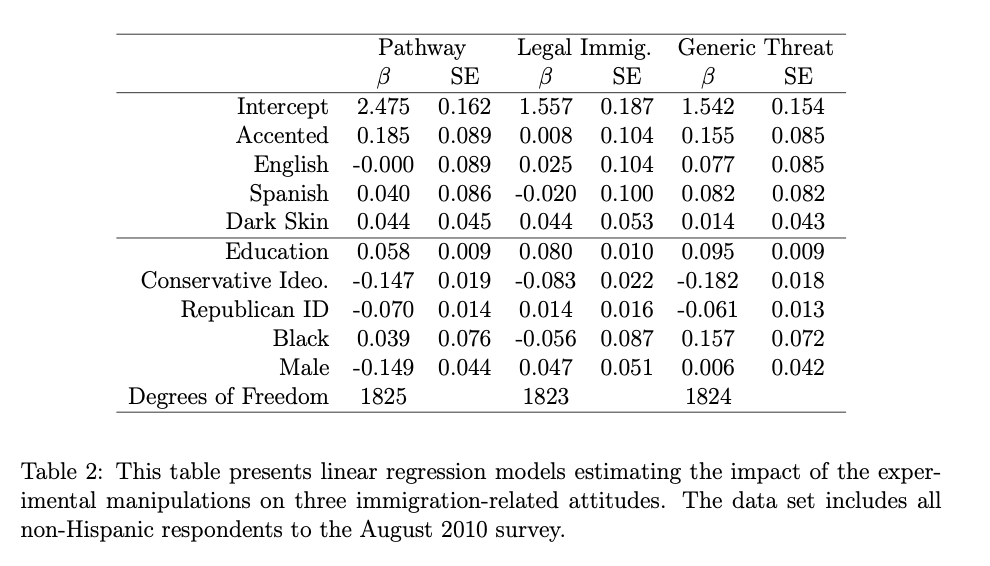 Pathway Legal Immig. Generic Threat
β SE β SE β SE
Intercept 2.475 0.162 1.557 0.187 1.542 0.154
Accented 0.185 0.089 0.008 0.104 0.155 0.085
English -0.000 0.089 0.025 0.104 0.077 0.085
Spanish 0.040 0.086 -0.020 0.100 0.082 0.082
Dark Skin 0.044 0.045 0.044 0.053 0.014 0.043
Education 0.058 0.009 0.080 0.010 0.095 0.009
Conservative Ideo. -0.147 0.019 -0.083 0.022 -0.182 0.018
Republican ID -0.070 0.014 0.014 0.016 -0.061 0.013
Black 0.039 0.076 -0.056 0.087 0.157 0.072
Male -0.149 0.044 0.047 0.051 0.006 0.042
Degrees of Freedom 1825 1823 1824
Table 2: This table presents linear regression models estimating the impact of the exper-
imental manipulations on three immigration-related attitudes. The data set includes all
non-Hispanic respondents to the August 2010 survey.